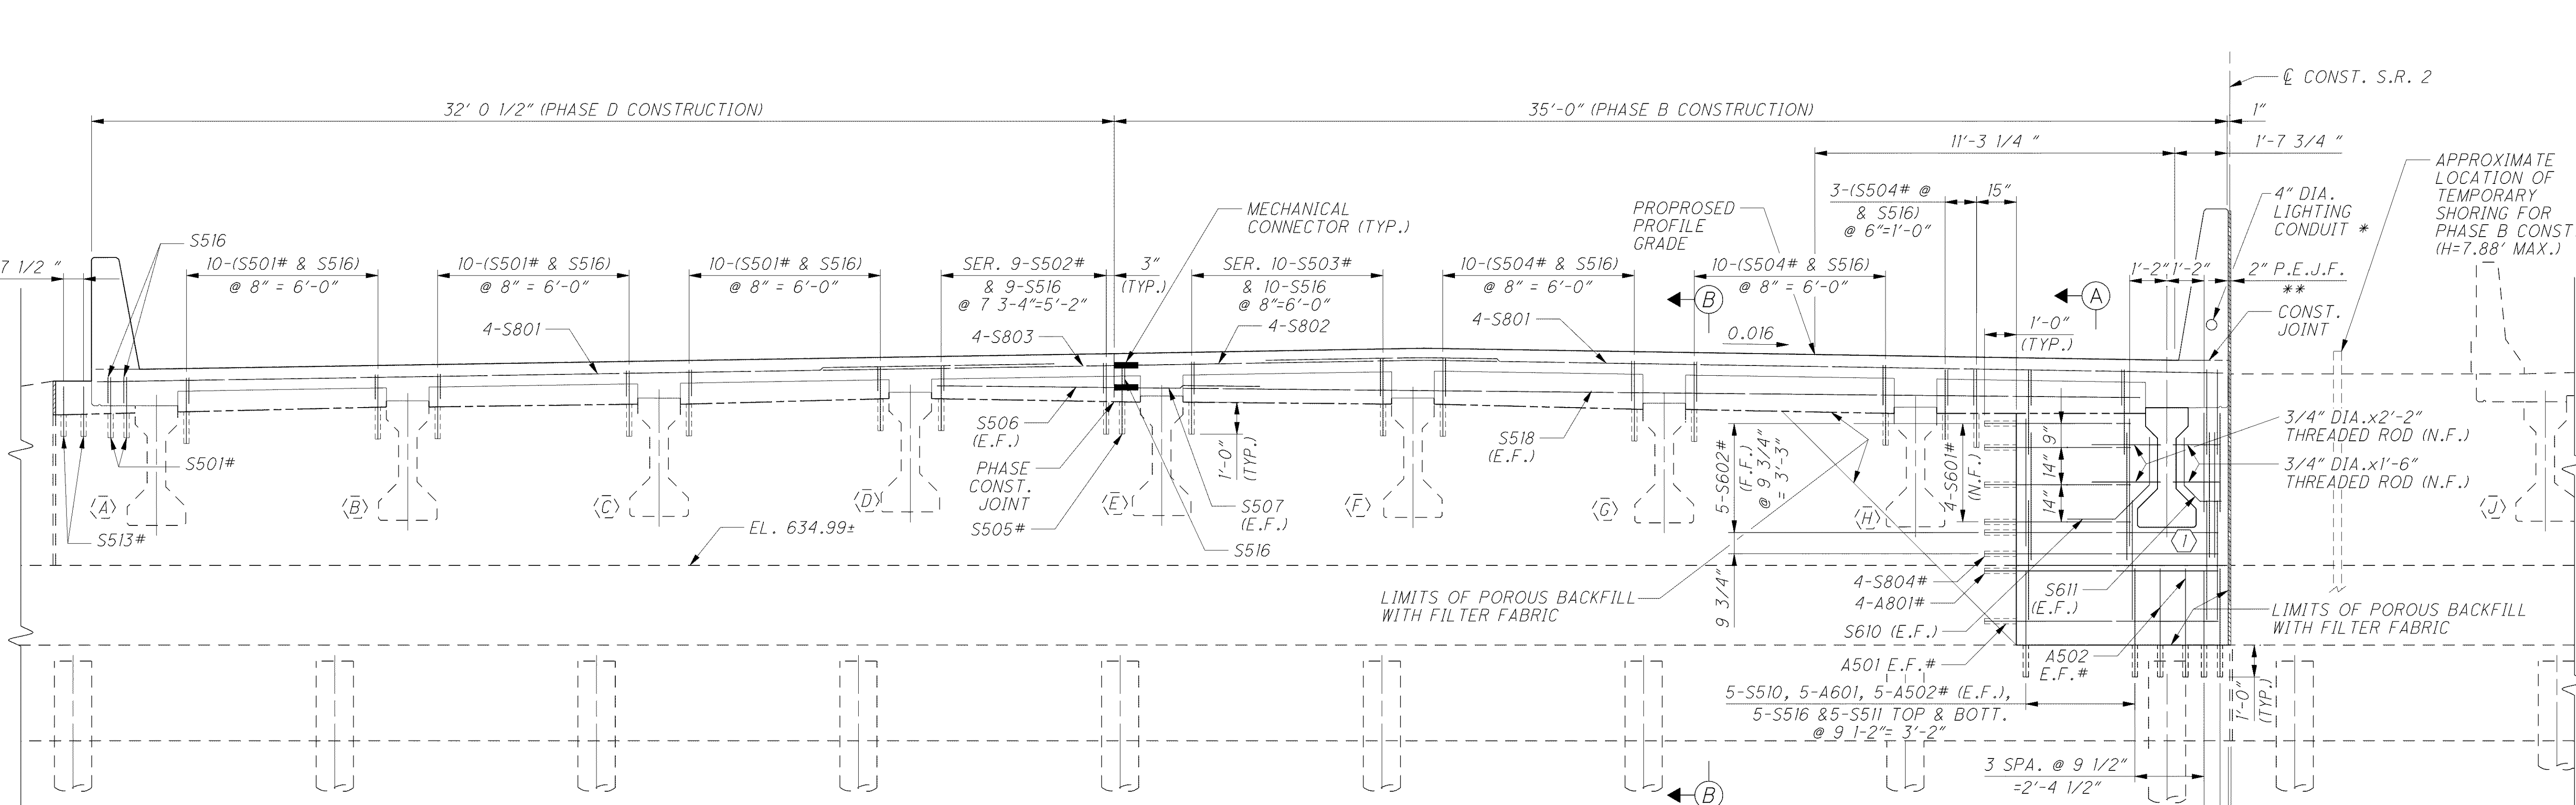 ℄ CONST. S.R. 2
32' 0 1/2" (PHASE D CONSTRUCTION)
35'-0" (PHASE B CONSTRUCTION)
1"
11'-3 1/4 "
1'-7 3/4 "
APPROXIMATE
LOCATION OF
TEMPORARY
SHORING FOR
PHASE B CONST
(H=7.88' MAX.)
3-(S504# @
& S516)
@ 6"=1'-0"
15"
4" DIA.
LIGHTING
CONDUIT *
MECHANICAL
CONNECTOR (TYP.)
PROPROSED
PROFILE
GRADE
S516
7 1/2 "
10-(S501# & S516)
@ 8" = 6'-0"
10-(S501# & S516)
@ 8" = 6'-0"
10-(S501# & S516)
@ 8" = 6'-0"
SER. 9-S502#
& 9-S516
@ 7 3-4"=5'-2"
3"
(TYP.)
SER. 10-S503#
& 10-S516
@ 8"=6'-0"
10-(S504# & S516)
@ 8" = 6'-0"
10-(S504# & S516)
@ 8" = 6'-0"
1'-2"
1'-2"
2" P.E.J.F.
**
B
A
CONST.
JOINT
4-S801
4-S803
4-S802
4-S801
0.016
1'-0"
(TYP.)
S506
(E.F.)
S518
(E.F.)
1'-0"
(TYP.)
5-S602#
(F.F.)
@ 9 3/4"
= 3'-3"
4-S601#
(N.F.)
9"
14"
14"
3/4" DIA.x2'-2"
THREADED ROD (N.F.)
3/4" DIA.x1'-6"
THREADED ROD (N.F.)
S501#
PHASE
CONST.
JOINT
A
B
C
D
E
F
G
H
I
J
S507
(E.F.)
S513#
EL. 634.99±
S505#
S516
9 3/4"
4-S804#
4-A801#
S611
(E.F.)
LIMITS OF POROUS BACKFILL
WITH FILTER FABRIC
LIMITS OF POROUS BACKFILL
WITH FILTER FABRIC
S610 (E.F.)
A501 E.F.#
A502
E.F.#
5-S510, 5-A601, 5-A502# (E.F.),
5-S516 &5-S511 TOP & BOTT.
@ 9 1-2"= 3'-2"
1'-0"
(TYP.)
3 SPA. @ 9 1/2"
=2'-4 1/2"
B